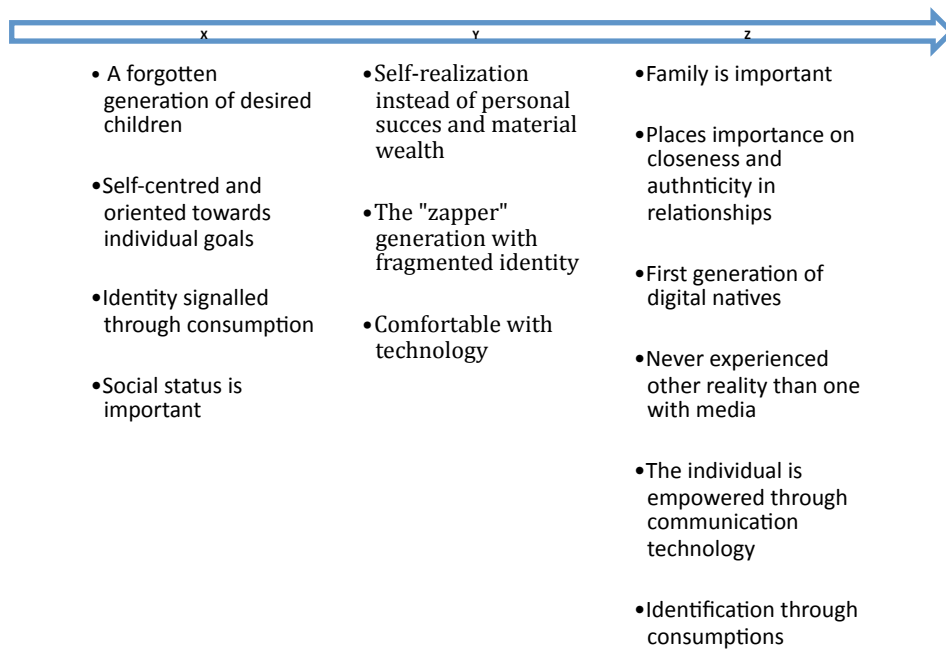 X Y Z
• A forgotten
generation of desired
children
•Self-centred and
oriented towards
individual goals
•Identity signalled
through consumption
•Social status is
important
•Self-realization
instead of personal
succes and material
wealth
•The "zapper"
generation with
fragmented identity
•Comfortable with
technology
•Family is important
•Places importance on
closeness and
authnticity in
relationships
•First generation of
digital natives
•Never experienced
other reality than one
with media
•The individual is
empowered through
communication
technology
•Identification through
consumptions